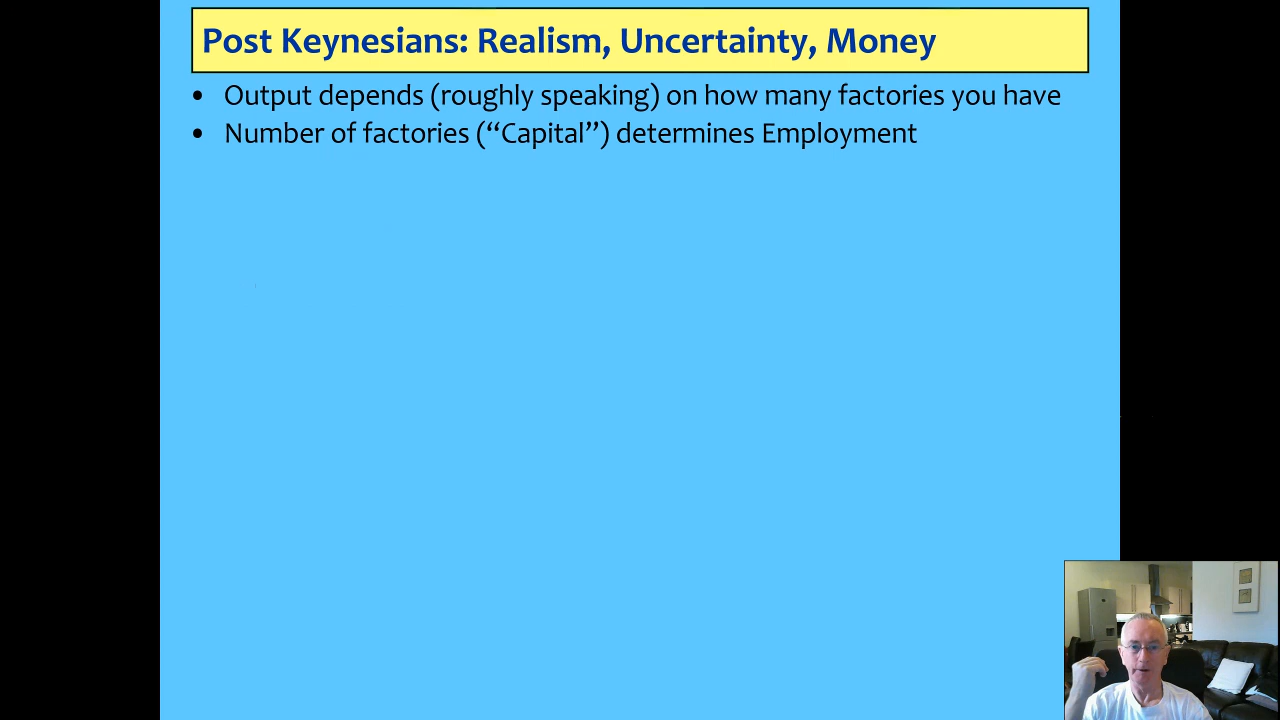 Post Keynesians: Realism, Uncertainty, Money
• Output depends (roughly speaking) on how many factories you have
• Number of factories (“Capital”) determines Employment